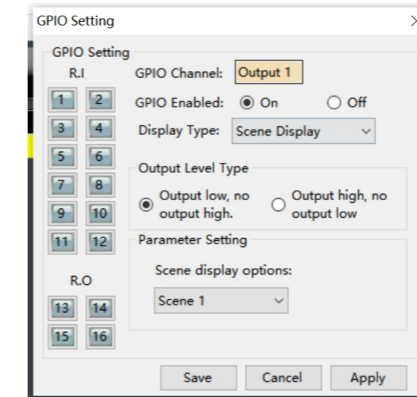 GPIO Setting
GPIO Setting
R.I
GPIO Channel: Output 1
1 2
GPIO Enabled: On Off
3 4
Display Type: Scene Display
5 6
Output Level Type
7 8
Output low, no output high.
Output high, no output low
9 10
11 12
Parameter Setting
Scene display options:
R.O
Scene 1
13 14
15 16
Save Cancel Apply